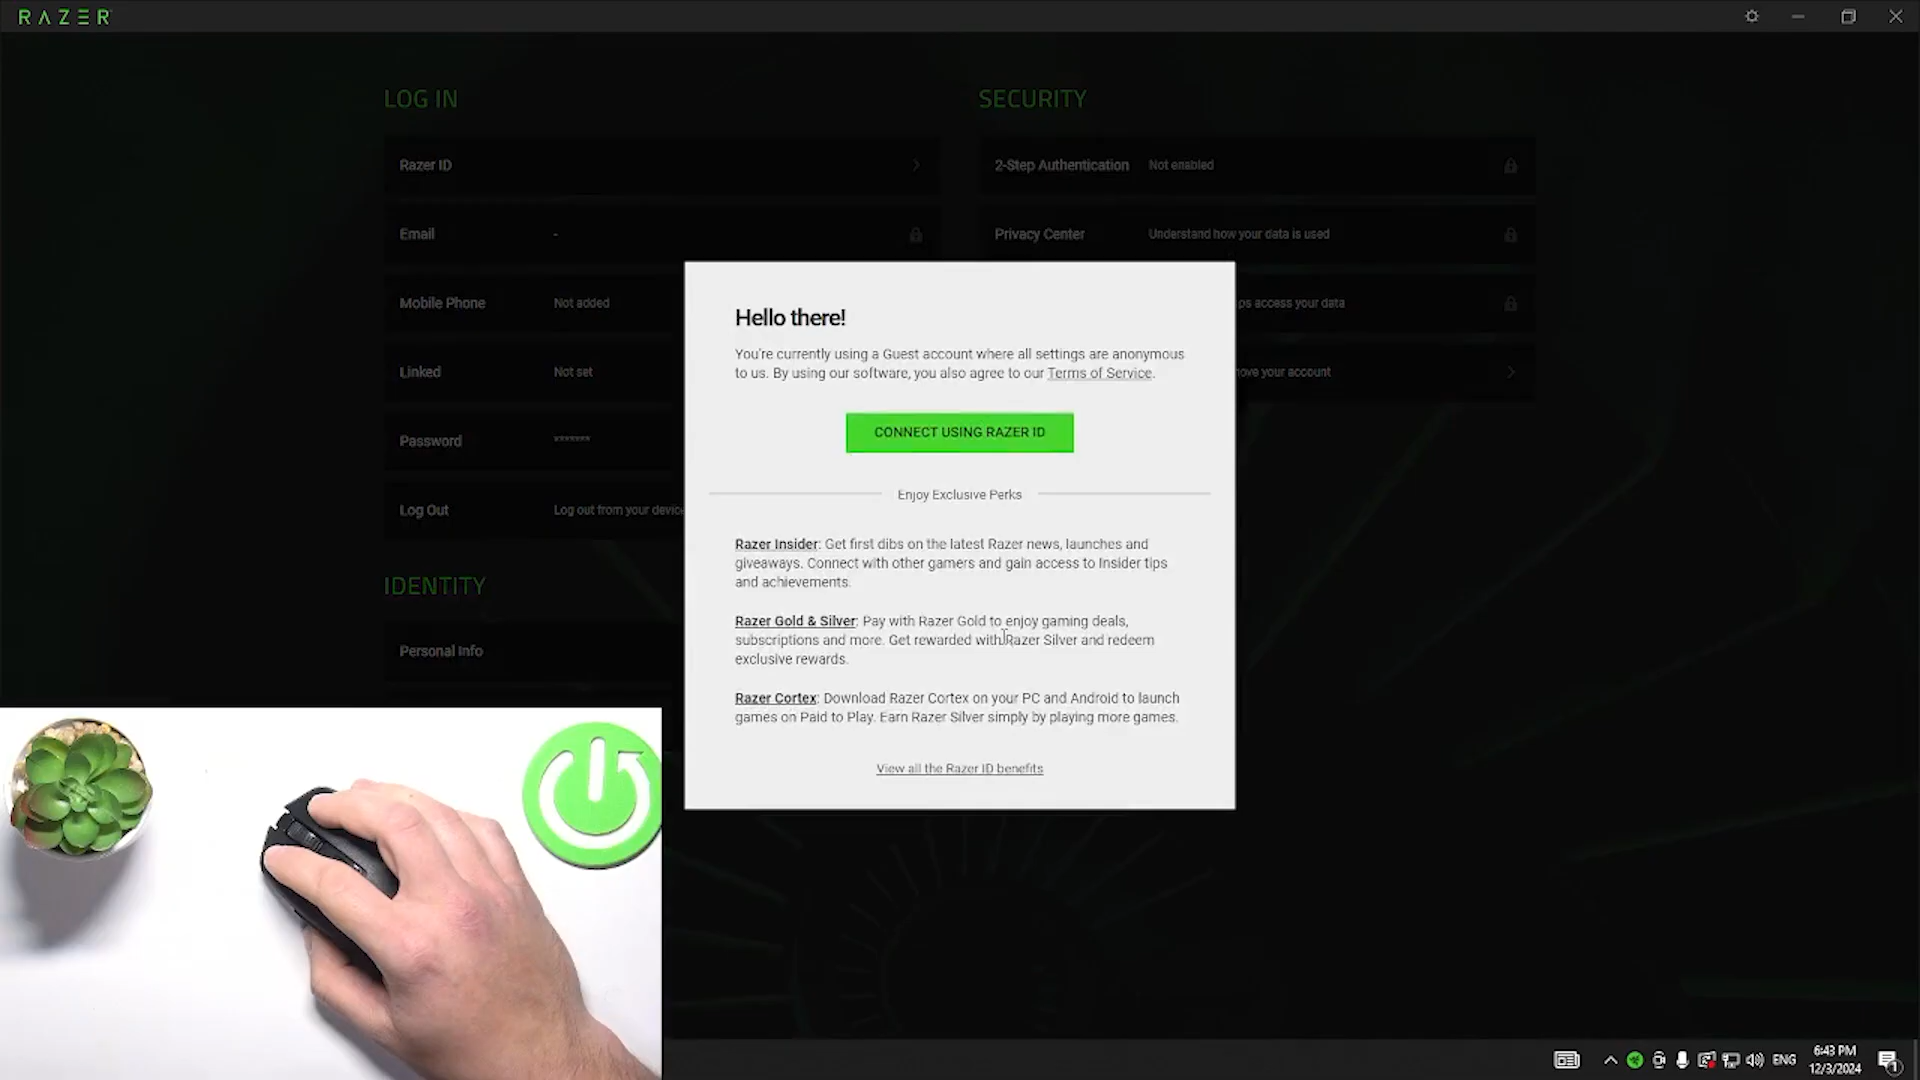 RAZER
LOG IN
Razer ID
Email -
Mobile Phone Not added
Linked Not set
Password *******
Log Out Log out from your device
IDENTITY
Personal Info
SECURITY
2-Step Authentication Not enabled
Privacy Center Understand how your data is used
access your data
your account
Hello there!
You're currently using a Guest account where all settings are anonymous
to us. By using our software, you also agree to our Terms of Service.
CONNECT USING RAZER ID
Enjoy Exclusive Perks
Razer Insider: Get first dibs on the latest Razer news, launches and
giveaways. Connect with other gamers and gain access to Insider tips
and achievements.
Razer Gold & Silver: Pay with Razer Gold to enjoy gaming deals,
subscriptions and more. Get rewarded with Razer Silver and redeem
exclusive rewards.
Razer Cortex: Download Razer Cortex on your PC and Android to launch
games on Paid to Play. Earn Razer Silver simply by playing more games.
View all the Razer ID benefits
ENG
6:43 PM
12/3/2024
1